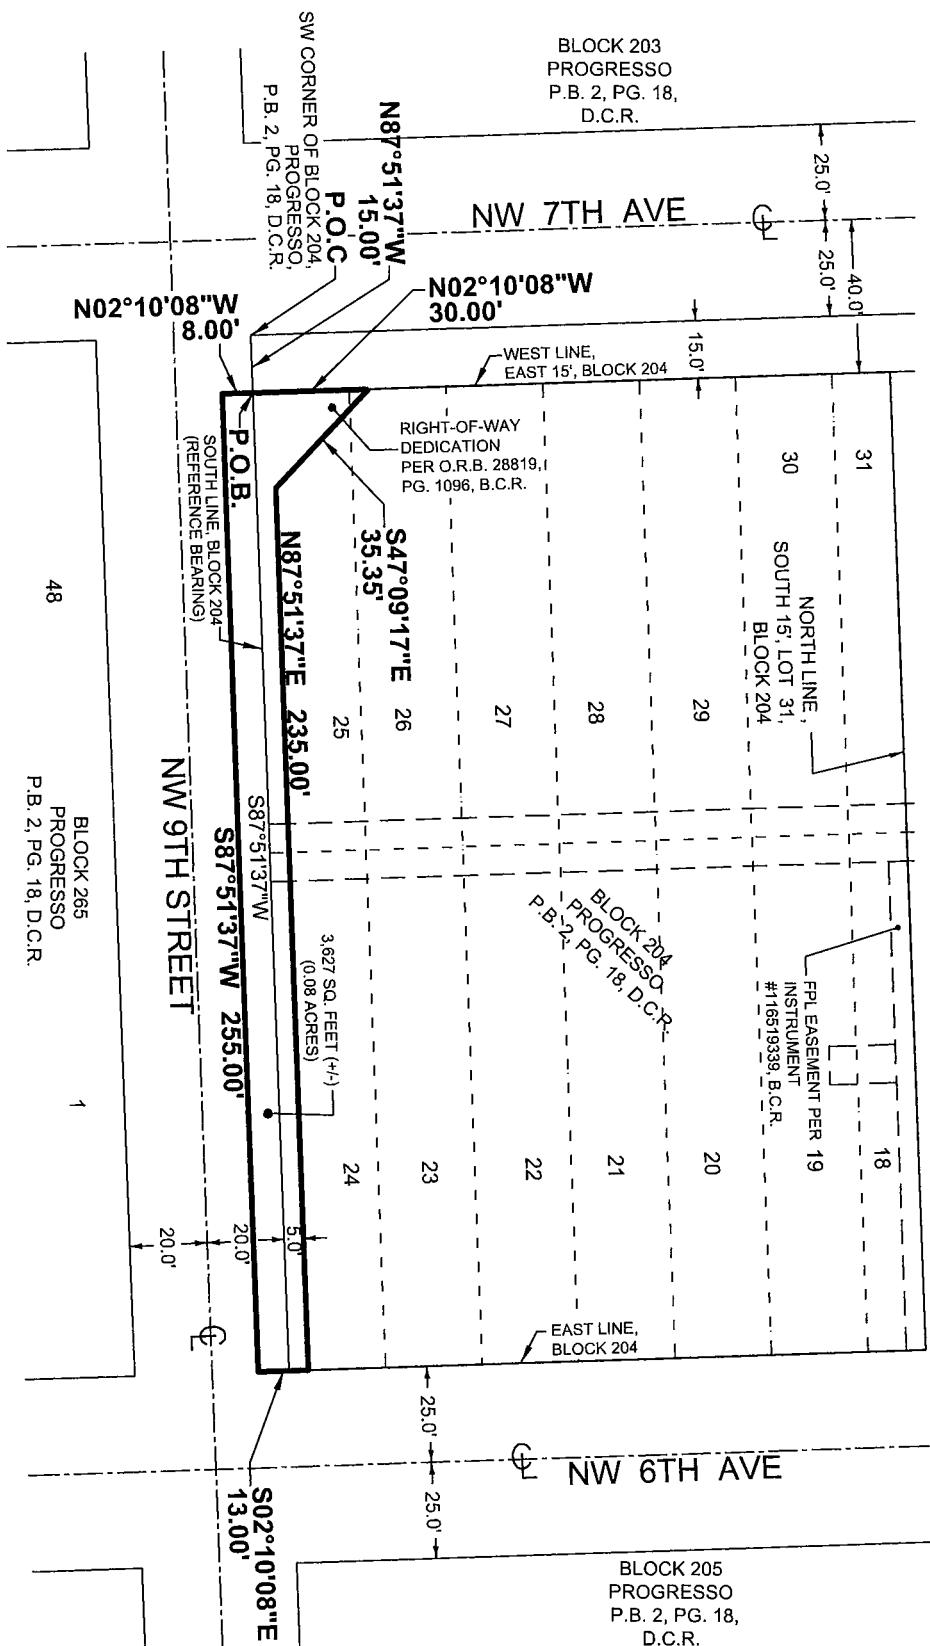 BLOCK 203
PROGRESSO
P.B. 2, PG. 18,
D.C.R.
25.0'
NW 7TH AVE
25.0'
40.0'
15.0'
SW CORNER OF BLOCK 204,
PROGRESSO,
P.B. 2, PG. 18, D.C.R.
P.O.C
N87°51'37"W
15.00'
N02°10'08"W
30.00'
N02°10'08"W
8.00'
WEST LINE,
EAST 15', BLOCK 204
RIGHT-OF-WAY
DEDICATION
PER O.R.B. 28819,
PG. 1096, B.C.R.
P.O.B.
SOUTH LINE, BLOCK 204
(REFERENCE BEARING)
S47°09'17"E
35.35'
N87°51'37"E 235.00'
31
30
29
28
27
26
25
NORTH LINE,
SOUTH 15', LOT 31,
BLOCK 204
S87°51'37"W
S87°51'37"W 255.00'
NW 9TH STREET
48
BLOCK 265
PROGRESSO
P.B. 2, PG. 18, D.C.R.
1
BLOCK 204
PROGRESSO
P.B. 2, PG. 18, D.C.R.
FPL EASEMENT PER
INSTRUMENT
#116519339, B.C.R.
3,627 SQ. FEET (+/-)
(0.08 ACRES)
18
19
20
21
22
23
24
5.0'
20.0'
20.0'
EAST LINE,
BLOCK 204
25.0'
NW 6TH AVE
25.0'
S02°10'08"E
13.00'
BLOCK 205
PROGRESSO
P.B. 2, PG. 18,
D.C.R.